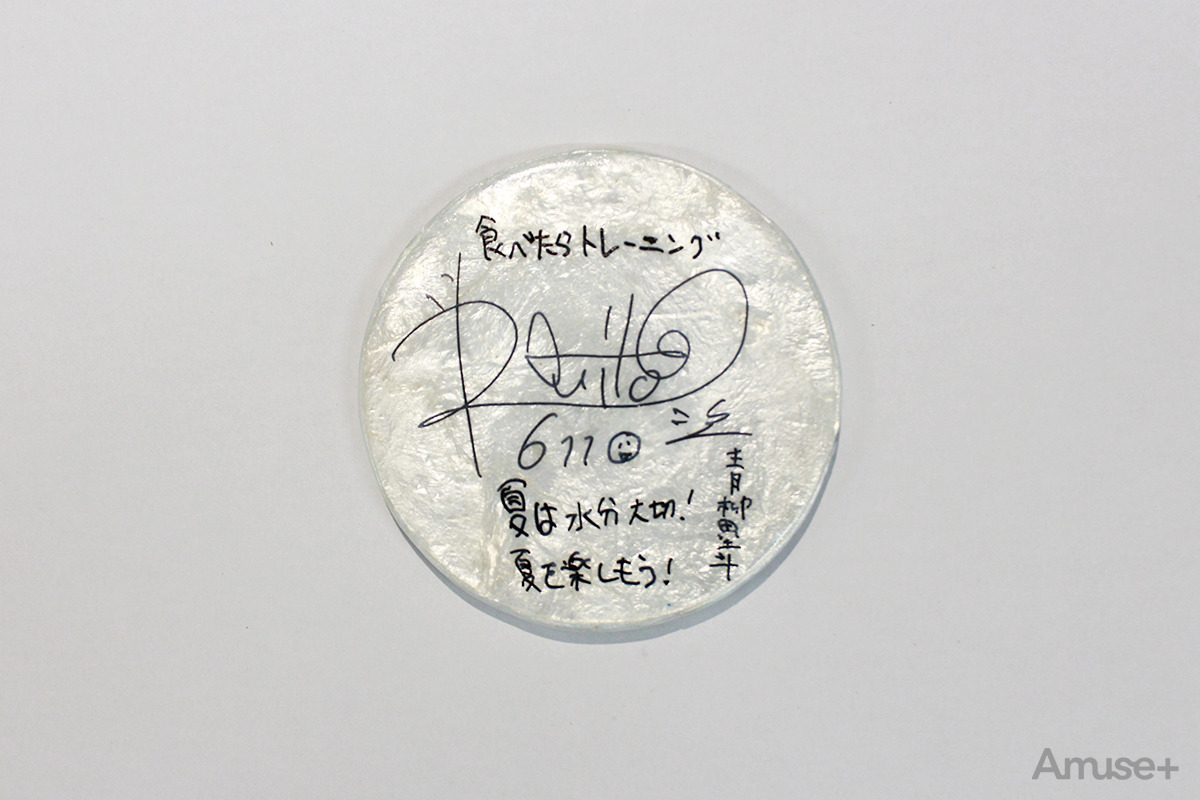 食べたらトレーニング
611
夏は水分大切!
夏を楽しもう!
青柳塁斗
Amuse+